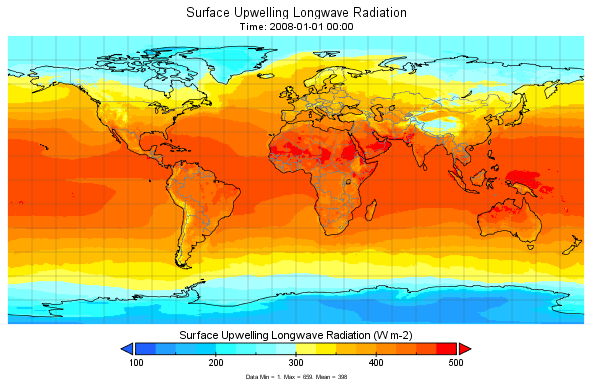 Surface Upwelling Longwave Radiation
Time: 2008-01-01 00:00
Surface Upwelling Longwave Radiation (W m-2)
100 200 300 400 500
Data Min = 1, Max = 659, Mean = 398